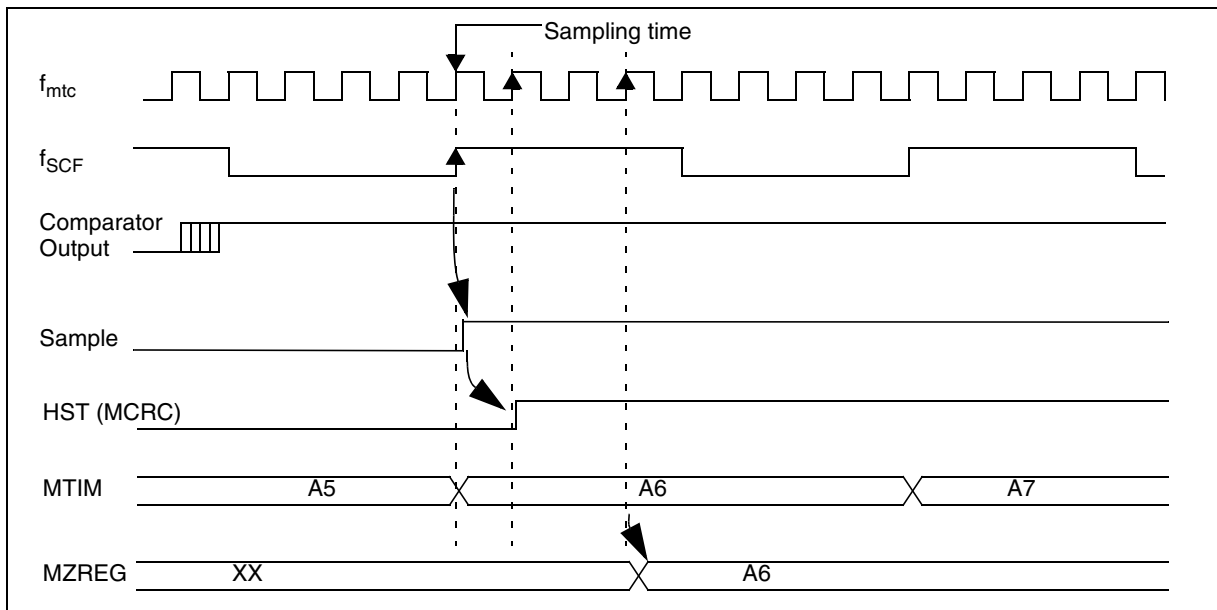 Sampling time
fmtc
fSCF
Comparator
Output
Sample
HST (MCRC)
MTIM A5 A6 A7
MZREG XX A6